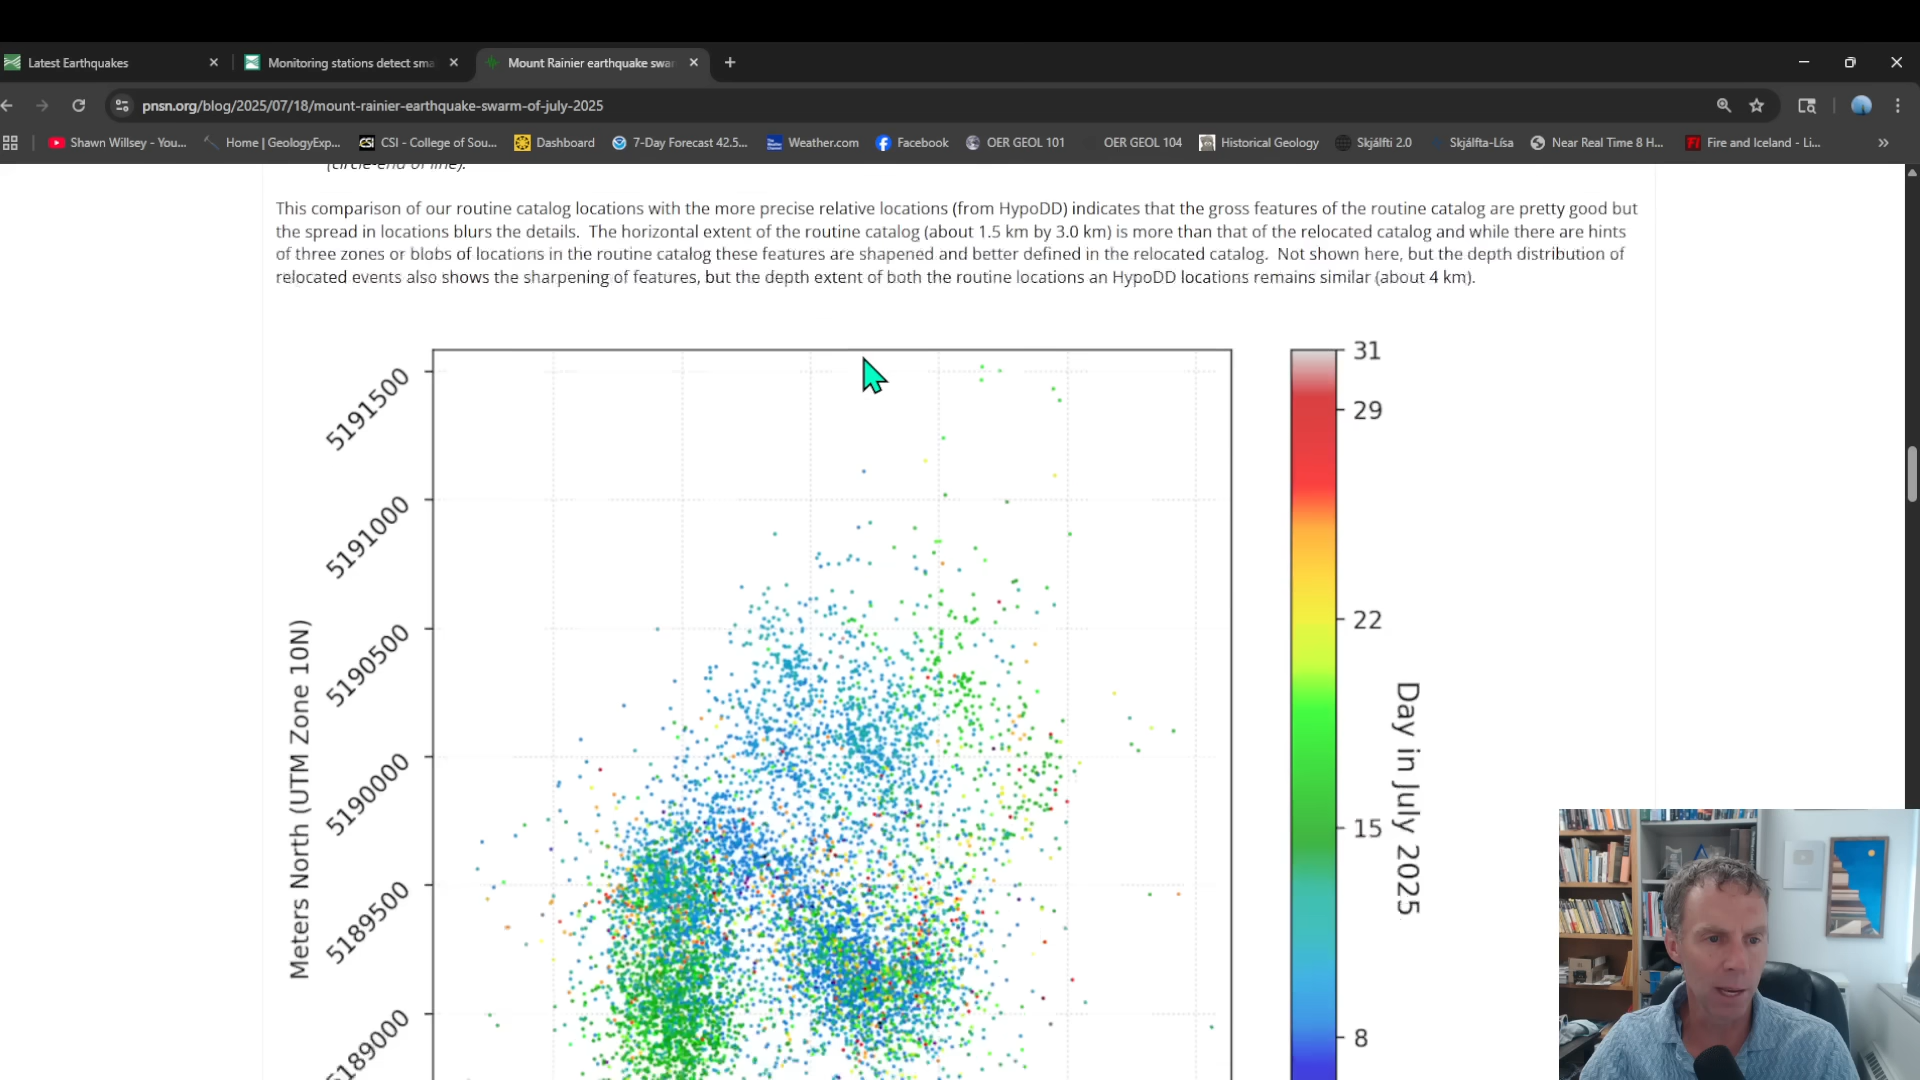 Latest Earthquakes
Monitoring stations detect sma
Mount Rainier earthquake swar
pnsn.org/blog/2025/07/18/mount-rainier-earthquake-swarm-of-july-2025
Shawn Willsey - You...
Home | GeologyExp...
CSI - College of Sou...
Dashboard
7-Day Forecast 42.5...
Weather.com
Facebook
OER GEOL 101
OER GEOL 104
Historical Geology
Skjálfti 2.0
Skjálfta-Lísa
Near Real Time 8 H...
Fire and Iceland - Li...
(circle-end of line).
This comparison of our routine catalog locations with the more precise relative locations (from HypoDD) indicates that the gross features of the routine catalog are pretty good but
the spread in locations blurs the details. The horizontal extent of the routine catalog (about 1.5 km by 3.0 km) is more than that of the relocated catalog and while there are hints
of three zones or blobs of locations in the routine catalog these features are shapened and better defined in the relocated catalog. Not shown here, but the depth distribution of
relocated events also shows the sharpening of features, but the depth extent of both the routine locations an HypoDD locations remains similar (about 4 km).
5191500
5191000
5190500
5190000
5189500
5189000
Meters North (UTM Zone 10N)
31
29
22
15
8
Day in July 2025